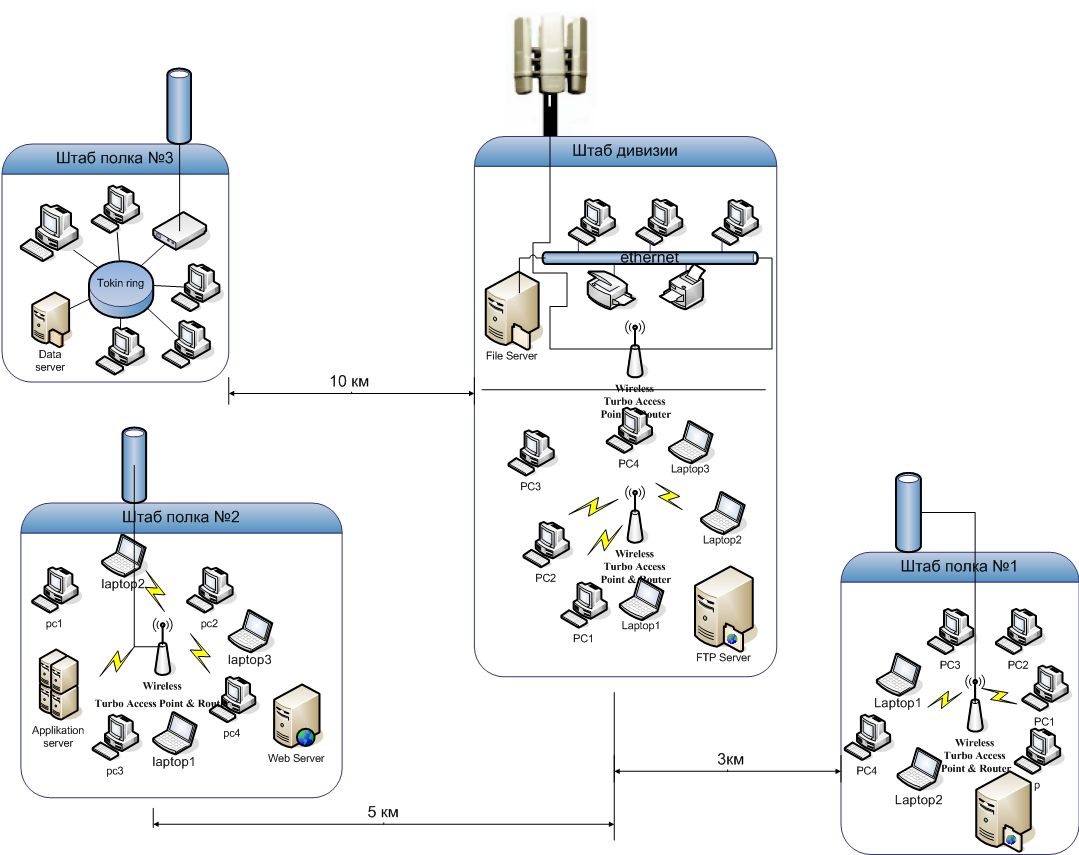 Штаб полка №3
Tokin ring
Data
server
Штаб дивизии
ethernet
File Server
Wireless
Turbo Access
Point & Router
PC4
Laptop3
PC3
Laptop2
PC2
Wireless
Turbo Access
Point & Router
PC1
Laptop1
FTP Server
10 км
Штаб полка №2
laptop2
pc1
pc2
laptop3
Wireless
Turbo Access Point & Router
pc4
Applikation
server
pc3
laptop1
Web Server
Штаб полка №1
PC3
PC2
Laptop1
PC1
Wireless
Turbo Access
Point & Router
PC4
Laptop2
p
3км
5 км